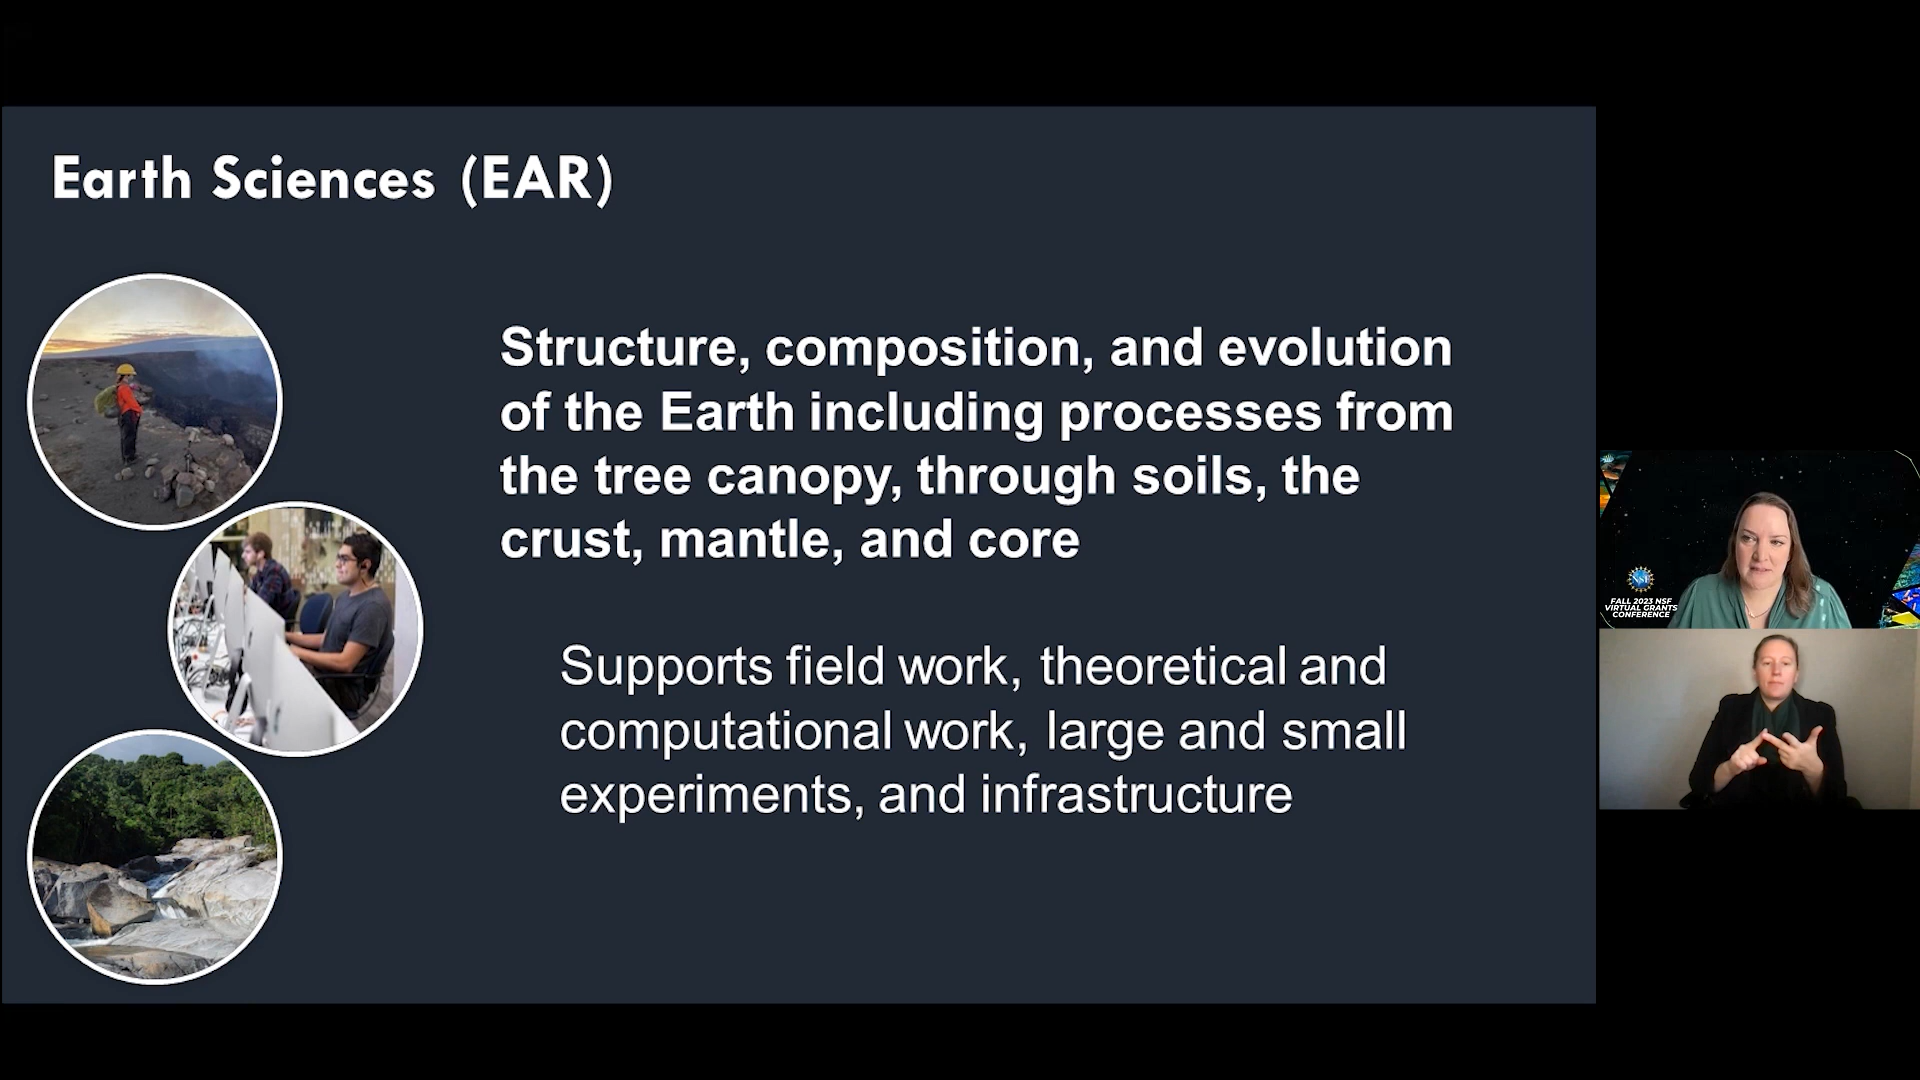 Earth Sciences (EAR)
Structure, composition, and evolution
of the Earth including processes from
the tree canopy, through soils, the
crust, mantle, and core
Supports field work, theoretical and
computational work, large and small
experiments, and infrastructure
NSF
FALL 2023 NSF
VIRTUAL GRANTS
CONFERENCE